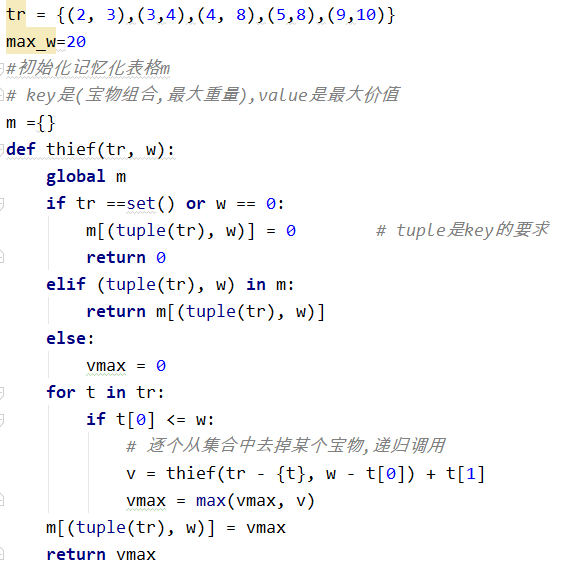 tr = {(2, 3),(3,4),(4, 8),(5,8),(9,10)}
max_w=20
#初始化记忆化表格m
# key是(宝物组合,最大重量),value是最大价值
m ={}
def thief(tr, w):
    global m
    if tr ==set() or w == 0:
        m[(tuple(tr), w)] = 0        # tuple是key的要求
        return 0
    elif (tuple(tr), w) in m:
        return m[(tuple(tr), w)]
    else:
        vmax = 0
    for t in tr:
        if t[0] <= w:
            # 逐个从集合中去掉某个宝物,递归调用
            v = thief(tr - {t}, w - t[0]) + t[1]
            vmax = max(vmax, v)
    m[(tuple(tr), w)] = vmax
    return vmax